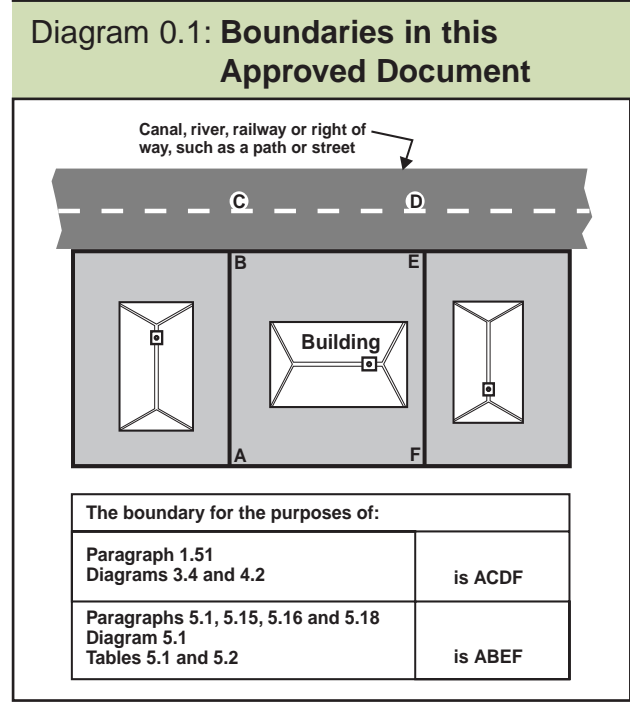 Diagram 0.1: Boundaries in this
Approved Document
Canal, river, railway or right of
way, such as a path or street
C
D
B
E
Building
A
F
The boundary for the purposes of:
Paragraph 1.51
Diagrams 3.4 and 4.2
is ACDF
Paragraphs 5.1, 5.15, 5.16 and 5.18
Diagram 5.1
Tables 5.1 and 5.2
is ABEF